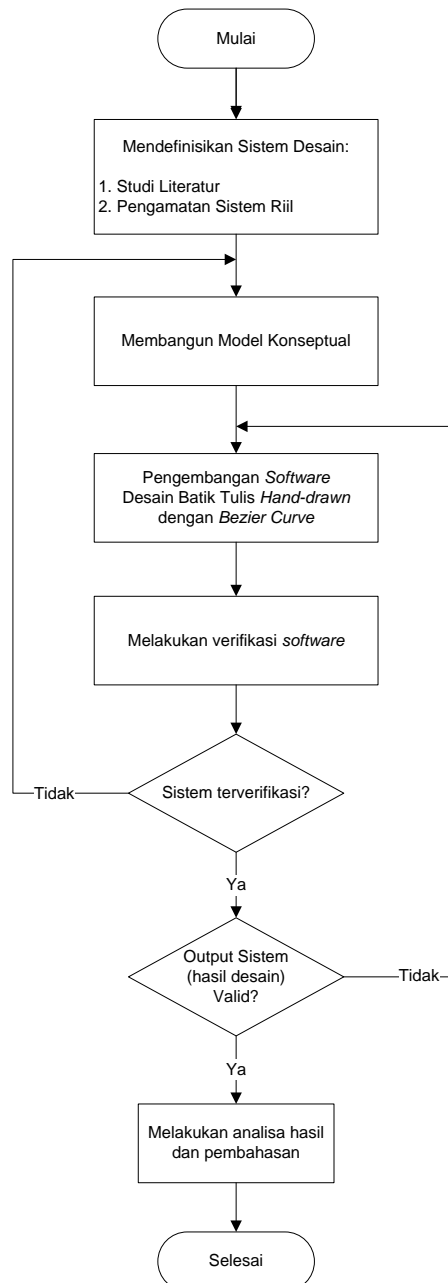 Mulai
Mendefinisikan Sistem Desain:
1. Studi Literatur
2. Pengamatan Sistem Riil
Membangun Model Konseptual
Pengembangan Software
Desain Batik Tulis Hand-drawn
dengan Bezier Curve
Melakukan verifikasi software
Sistem terverifikasi?
Tidak
Ya
Output Sistem
(hasil desain)
Valid?
Tidak
Ya
Melakukan analisa hasil
dan pembahasan
Selesai